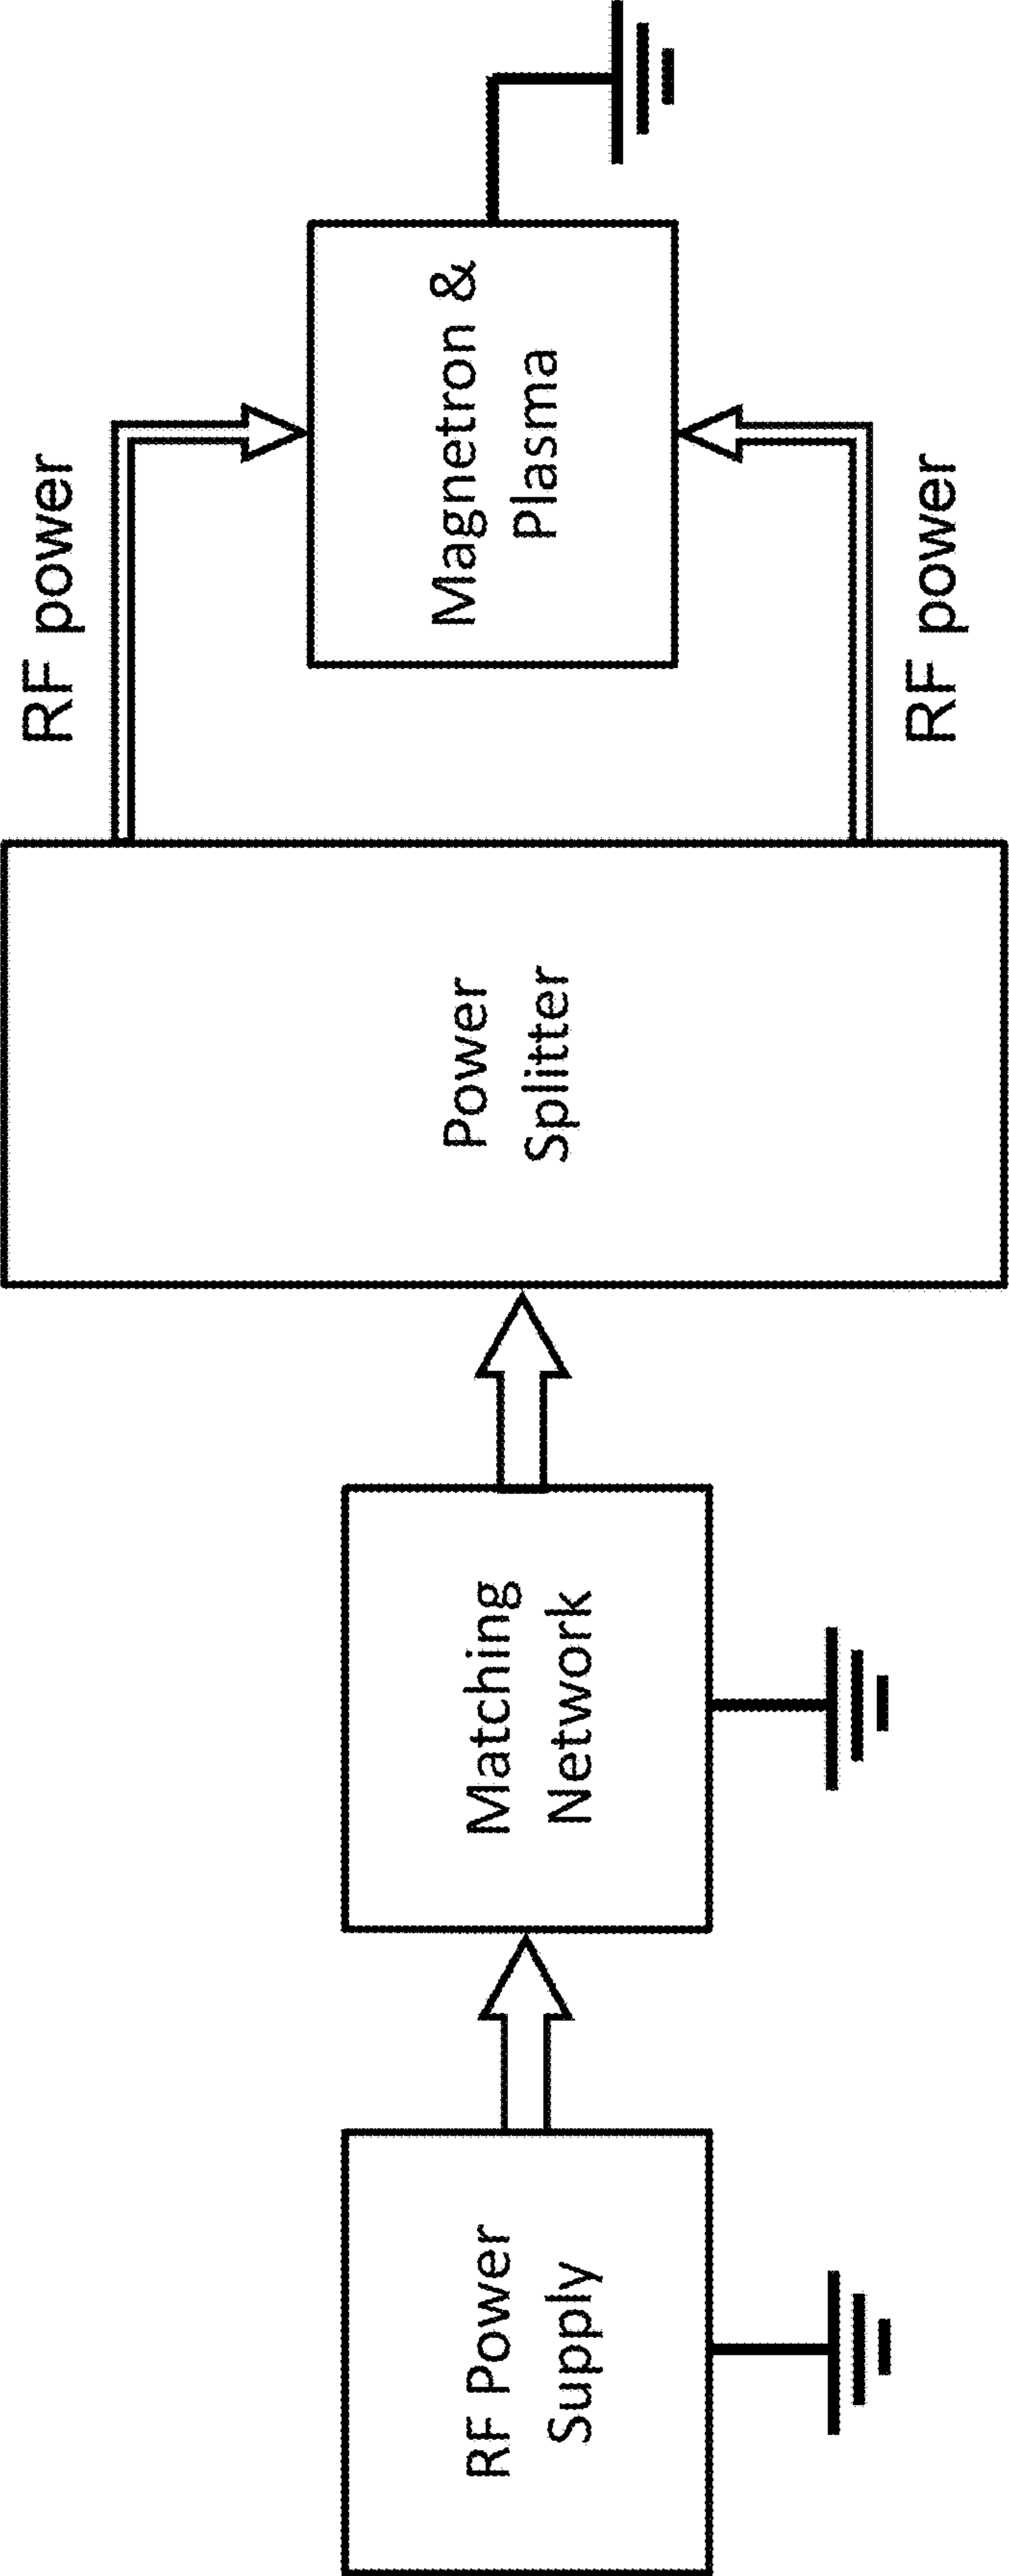 RF Power
Supply
Matching
Network
Power
Splitter
RF power
Magnetron &
Plasma
RF power